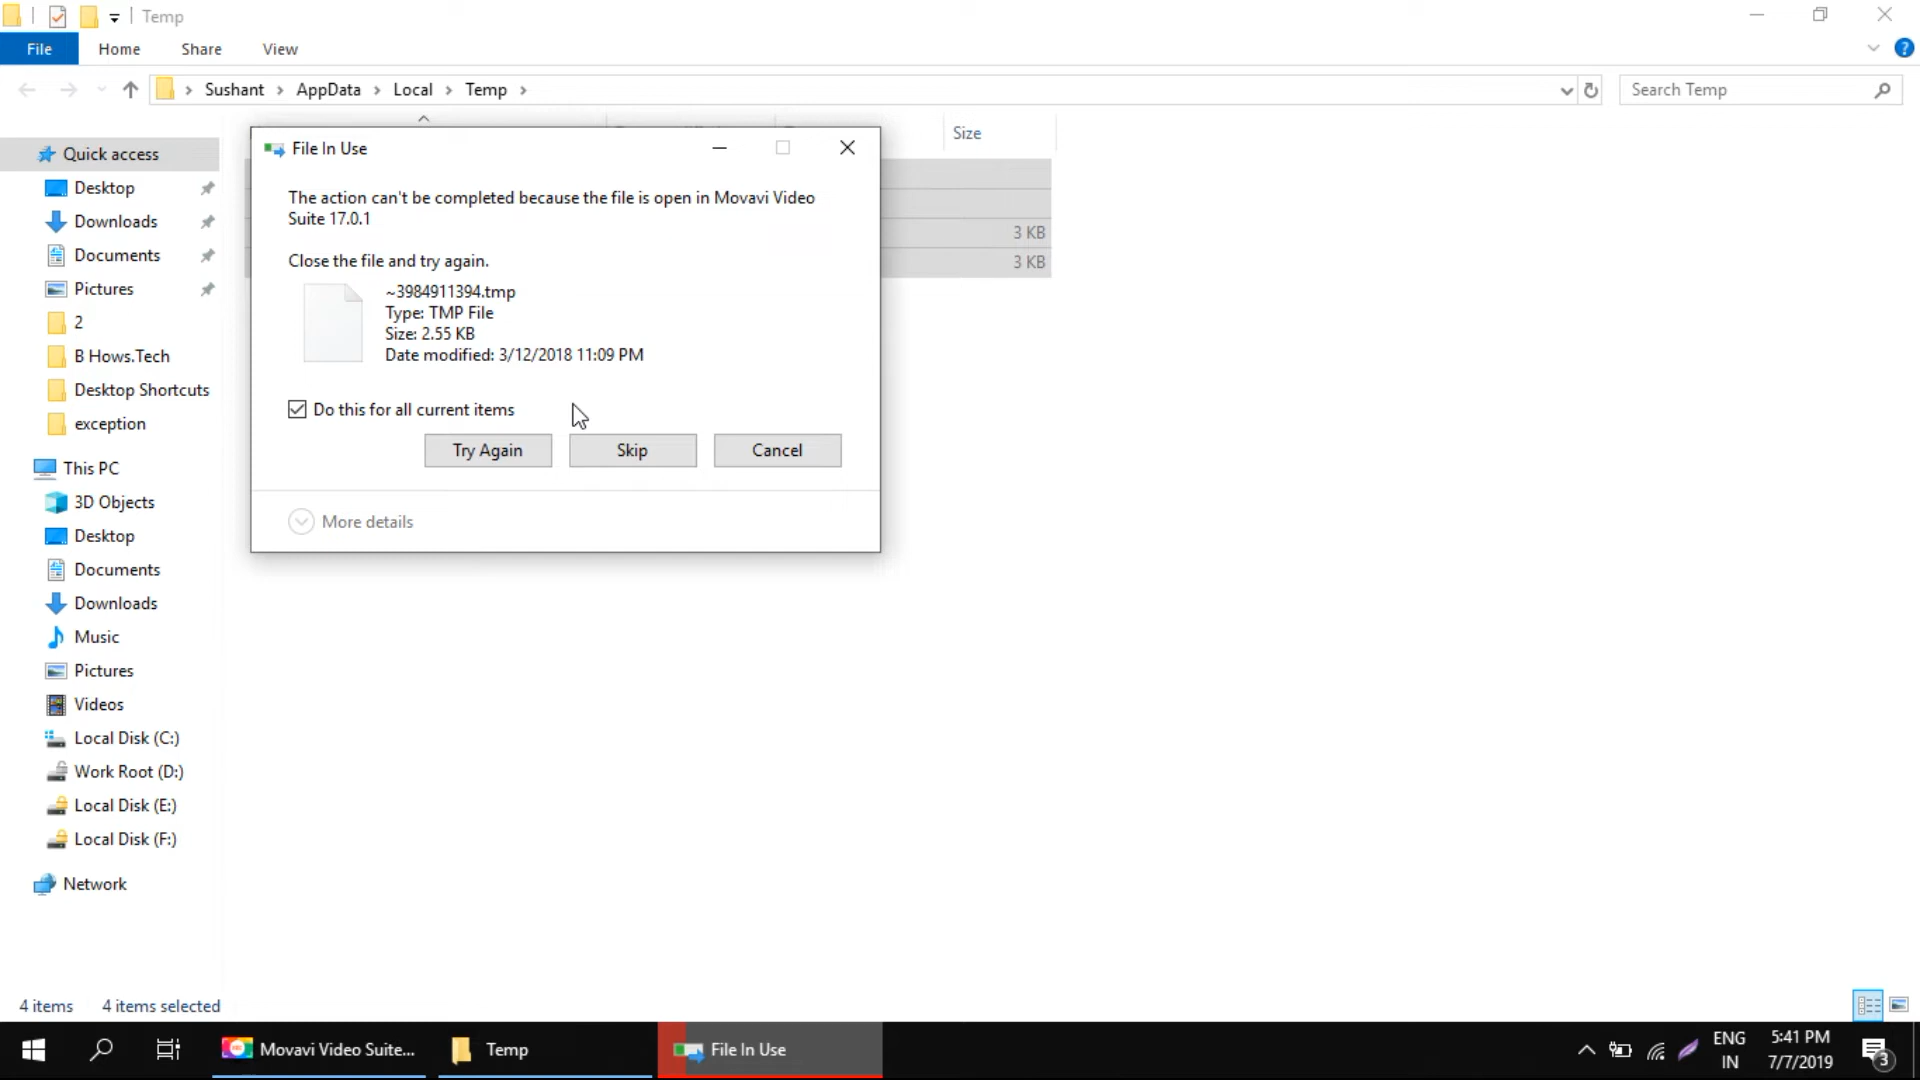 Temp
File
Home
Share
View
Sushant
AppData
Local
Temp
Search Temp
Size
3 KB
3 KB
Quick access
Desktop
Downloads
Documents
Pictures
2
B Hows.Tech
Desktop Shortcuts
exception
This PC
3D Objects
Desktop
Documents
Downloads
Music
Pictures
Videos
Local Disk (C:)
Work Root (D:)
Local Disk (E:)
Local Disk (F:)
Network
File In Use
The action can't be completed because the file is open in Movavi Video
Suite 17.0.1
Close the file and try again.
~3984911394.tmp
Type: TMP File
Size: 2.55 KB
Date modified: 3/12/2018 11:09 PM
Do this for all current items
Try Again
Skip
Cancel
More details
4 items
4 items selected
Movavi Video Suite...
Temp
File In Use
ENG
IN
5:41 PM
7/7/2019
3